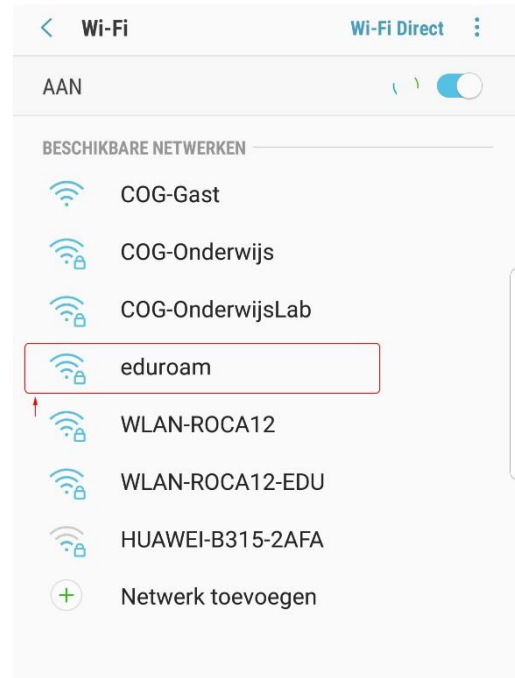 Wi-Fi Wi-Fi Direct
AAN
BESCHIKBARE NETWERKEN
COG-Gast
COG-Onderwijs
COG-OnderwijsLab
eduroam
WLAN-ROCA12
WLAN-ROCA12-EDU
HUAWEI-B315-2AFA
Netwerk toevoegen